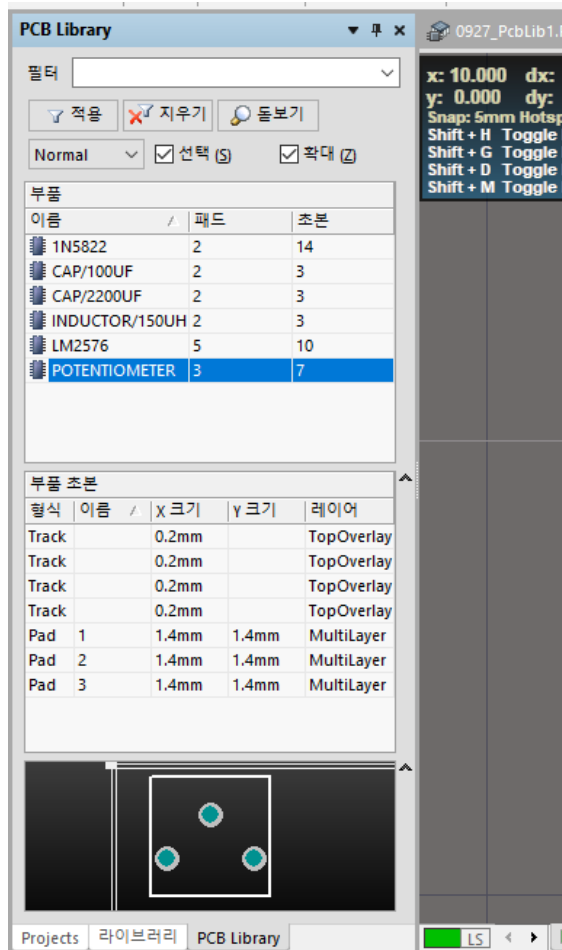 PCB Library
0927_PcbLib1.
필터
적용 지우기 돋보기
Normal 선택 (S) 확대 (Z)
x: 10.000 dx:
y: 0.000 dy:
Snap: 5mm Hotsp
Shift + H Toggle
Shift + G Toggle
Shift + D Toggle
Shift + M Toggle
부품
이름 패드 초본
1N5822 2 14
CAP/100UF 2 3
CAP/2200UF 2 3
INDUCTOR/150UH 2 3
LM2576 5 10
POTENTIOMETER 3 7
부품 초본
형식 이름 X 크기 Y 크기 레이어
Track 0.2mm TopOverlay
Track 0.2mm TopOverlay
Track 0.2mm TopOverlay
Track 0.2mm TopOverlay
Pad 1 1.4mm 1.4mm MultiLayer
Pad 2 1.4mm 1.4mm MultiLayer
Pad 3 1.4mm 1.4mm MultiLayer
Projects 라이브러리 PCB Library
LS